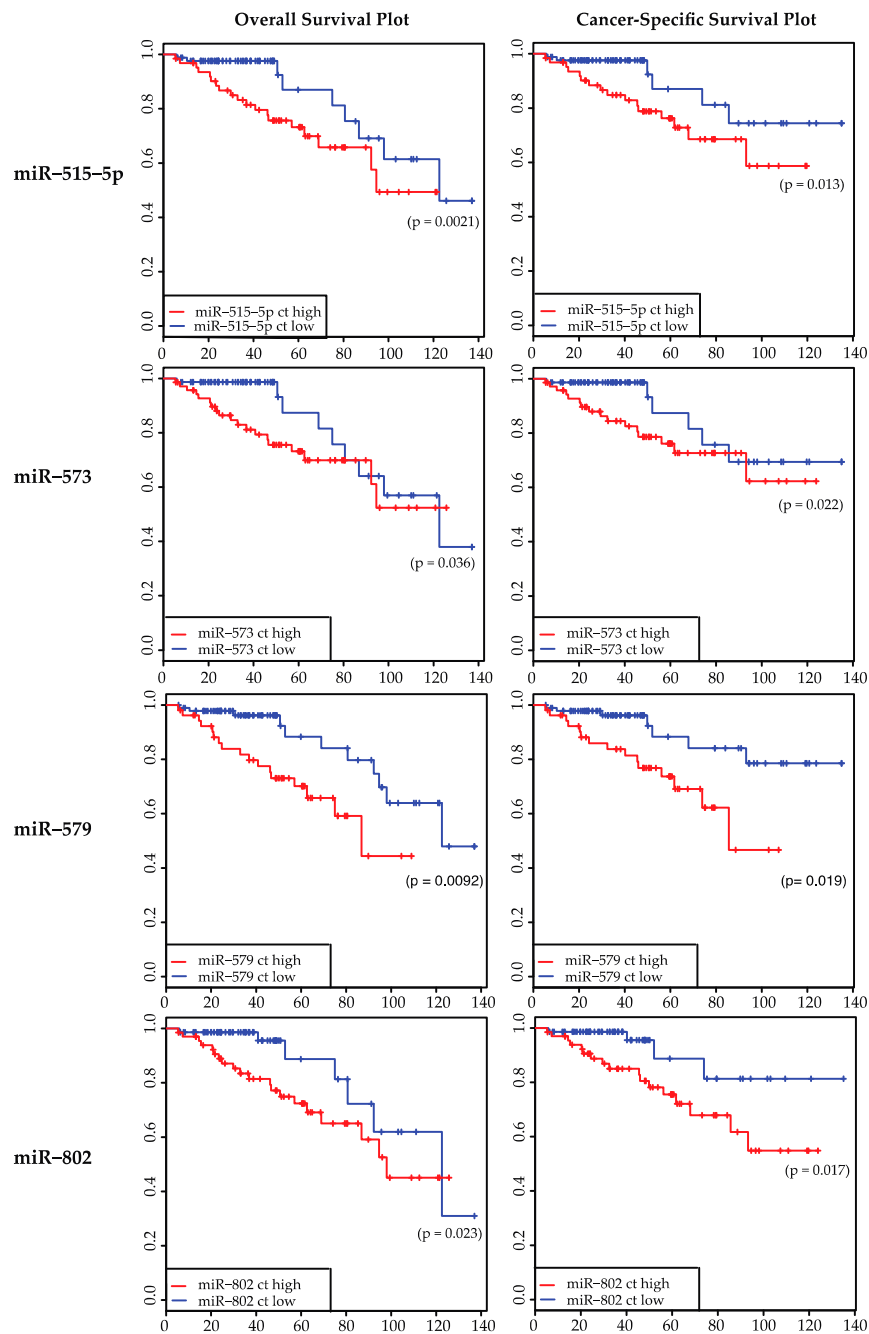 Overall Survival Plot
Cancer-Specific Survival Plot
miR–515–5p
1.0
0.8
0.6
0.4
0.2
0.0
(p = 0.0021)
miR–515–5p ct high
miR–515–5p ct low
0 20 40 60 80 100 120 140
1.0
0.8
0.6
0.4
0.2
0.0
(p = 0.013)
miR–515–5p ct high
miR–515–5p ct low
0 20 40 60 80 100 120 140
miR–573
1.0
0.8
0.6
0.4
0.2
0.0
(p = 0.036)
miR–573 ct high
miR–573 ct low
0 20 40 60 80 100 120 140
1.0
0.8
0.6
0.4
0.2
0.0
(p = 0.022)
miR–573 ct high
miR–573 ct low
0 20 40 60 80 100 120 140
miR–579
1.0
0.8
0.6
0.4
0.2
0.0
(p = 0.0092)
miR–579 ct high
miR–579 ct low
0 20 40 60 80 100 120 140
1.0
0.8
0.6
0.4
0.2
0.0
(p= 0.019)
miR–579 ct high
miR–579 ct low
0 20 40 60 80 100 120 140
miR–802
1.0
0.8
0.6
0.4
0.2
0.0
(p = 0.023)
miR–802 ct high
miR–802 ct low
0 20 40 60 80 100 120 140
1.0
0.8
0.6
0.4
0.2
0.0
(p = 0.017)
miR–802 ct high
miR–802 ct low
0 20 40 60 80 100 120 140